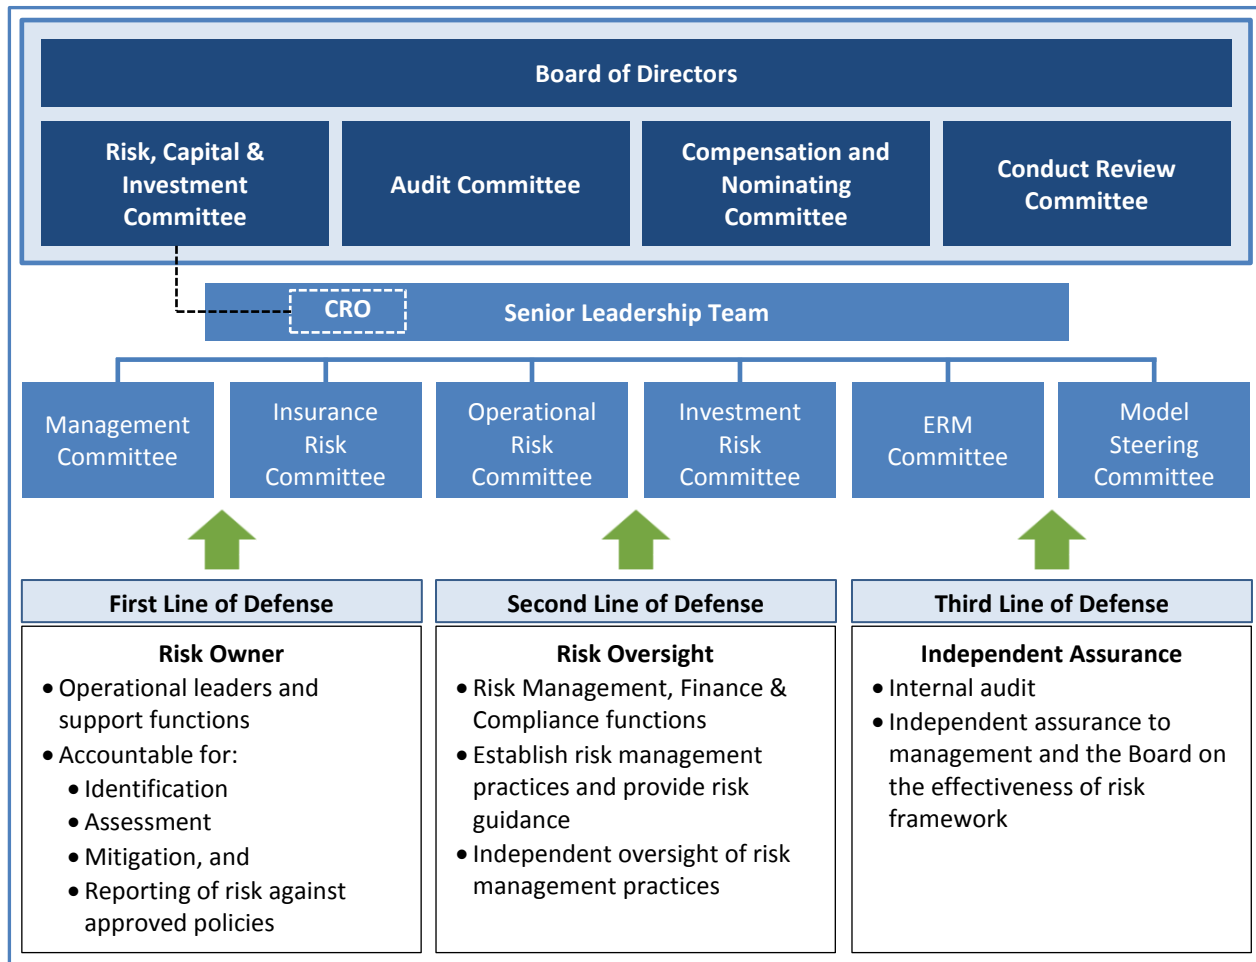 Board of Directors
Risk, Capital &
Investment
Committee
Audit Committee
Compensation and
Nominating
Committee
Conduct Review
Committee
CRO
Senior Leadership Team
Management
Committee
Insurance
Risk
Committee
Operational
Risk
Committee
Investment
Risk
Committee
ERM
Committee
Model
Steering
Committee
First Line of Defense
Risk Owner
• Operational leaders and
support functions
• Accountable for:
• Identification
• Assessment
• Mitigation, and
• Reporting of risk against
approved policies
Second Line of Defense
Risk Oversight
• Risk Management, Finance &
Compliance functions
• Establish risk management
practices and provide risk
guidance
• Independent oversight of risk
management practices
Third Line of Defense
Independent Assurance
• Internal audit
• Independent assurance to
management and the Board on
the effectiveness of risk
framework